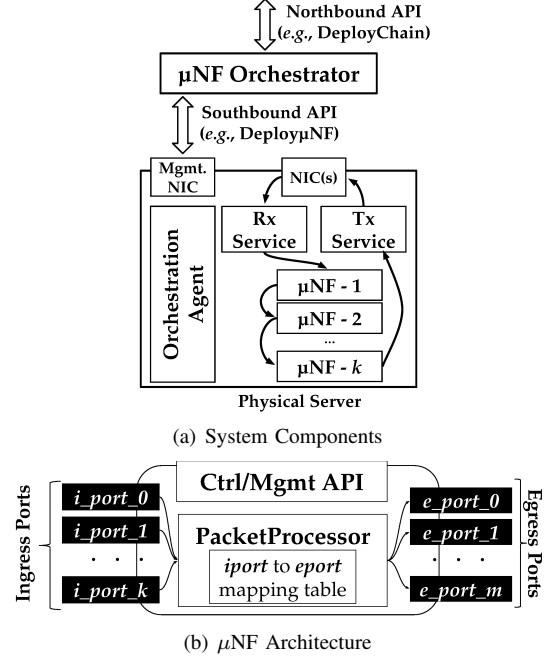 Northbound API
(e.g., DeployChain)
µNF Orchestrator
Southbound API
(e.g., DeployµNF)
Mgmt.
NIC
NIC(s)
Orchestration
Agent
Rx
Service
Tx
Service
µNF - 1
µNF - 2
...
µNF - k
Physical Server
(a) System Components
Ingress Ports
i_port_0
i_port_1
. . .
i_port_k
Ctrl/Mgmt API
PacketProcessor
iport to eport
mapping table
e_port_0
e_port_1
. . .
e_port_m
Egress Ports
(b) µNF Architecture